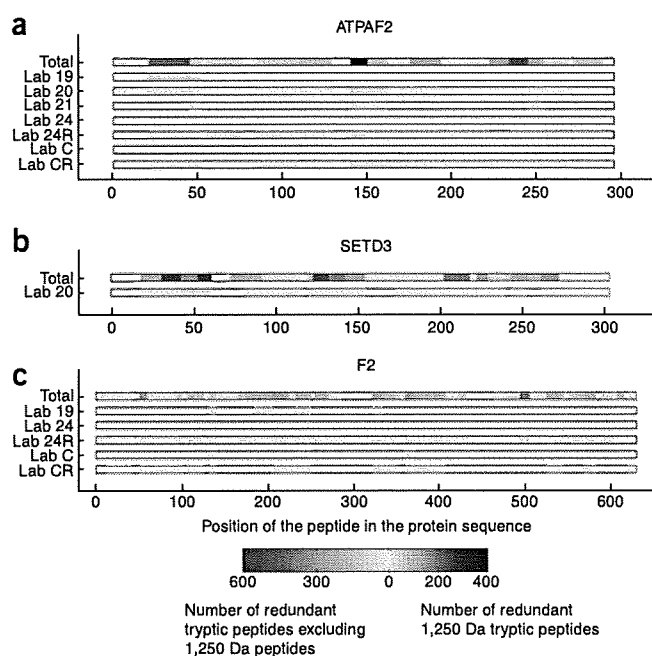 a
ATPAF2
Total
Lab 19
Lab 20
Lab 21
Lab 24
Lab 24R
Lab C
Lab CR
0 50 100 150 200 250 300
b
SETD3
Total
Lab 20
0 50 100 150 200 250 300
c
F2
Total
Lab 19
Lab 24
Lab 24R
Lab C
Lab CR
0 100 200 300 400 500 600
Position of the peptide in the protein sequence
600 300 0 200 400
Number of redundant
tryptic peptides excluding
1,250 Da peptides
Number of redundant
1,250 Da tryptic peptides